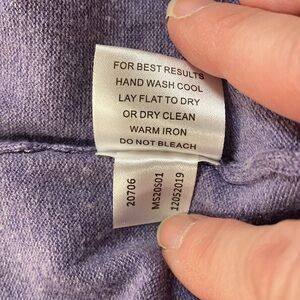 FOR BEST RESULTS
HAND WASH COOL
LAY FLAT TO DRY
OR DRY CLEAN
WARM IRON
DO NOT BLEACH
20706
MS20S01
12052019